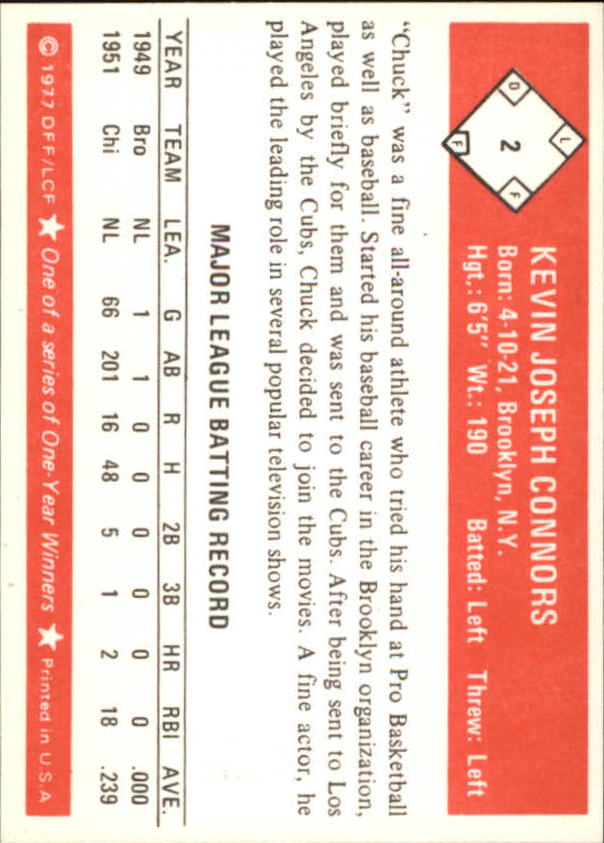 KEVIN JOSEPH CONNORS
Born: 4-10-21, Brooklyn, N.Y.
Hgt.: 6'5" Wt.: 190 Batted: Left Threw: Left
L
D 2 F
F
"Chuck" was a fine all-around athlete who tried his hand at Pro Basketball
as well as baseball. Started his baseball career in the Brooklyn organization,
played briefly for them and was sent to the Cubs. After being sent to Los
Angeles by the Cubs, Chuck decided to join the movies. A fine actor, he
played the leading role in several popular television shows.
MAJOR LEAGUE BATTING RECORD
YEAR TEAM LEA. G AB R H 2B 3B HR RBI AVE.
1949 Bro NL 1 1 0 0 0 0 0 0 .000
1951 Chi NL 66 201 16 48 5 1 2 18 .239
© 1977 DFF/LCF ★ One of a series of One-Year Winners ★ Printed in U.S.A